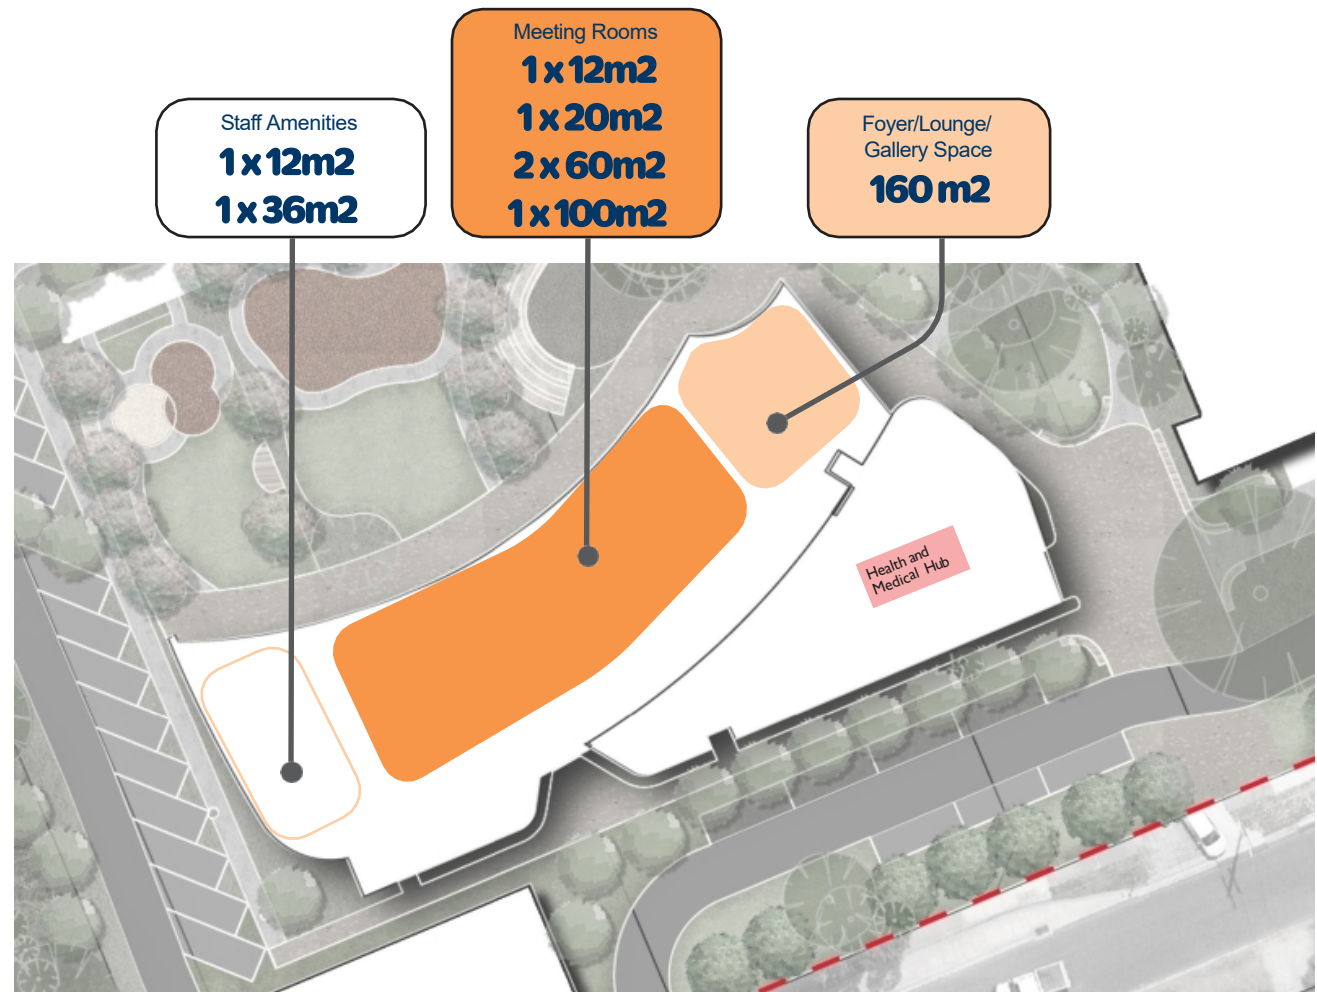 Meeting Rooms
1 x 12m2
1 x 20m2
2 x 60m2
1 x 100m2
Staff Amenities
1 x 12m2
1 x 36m2
Foyer/Lounge/
Gallery Space
160 m2
Health and
Medical Hub